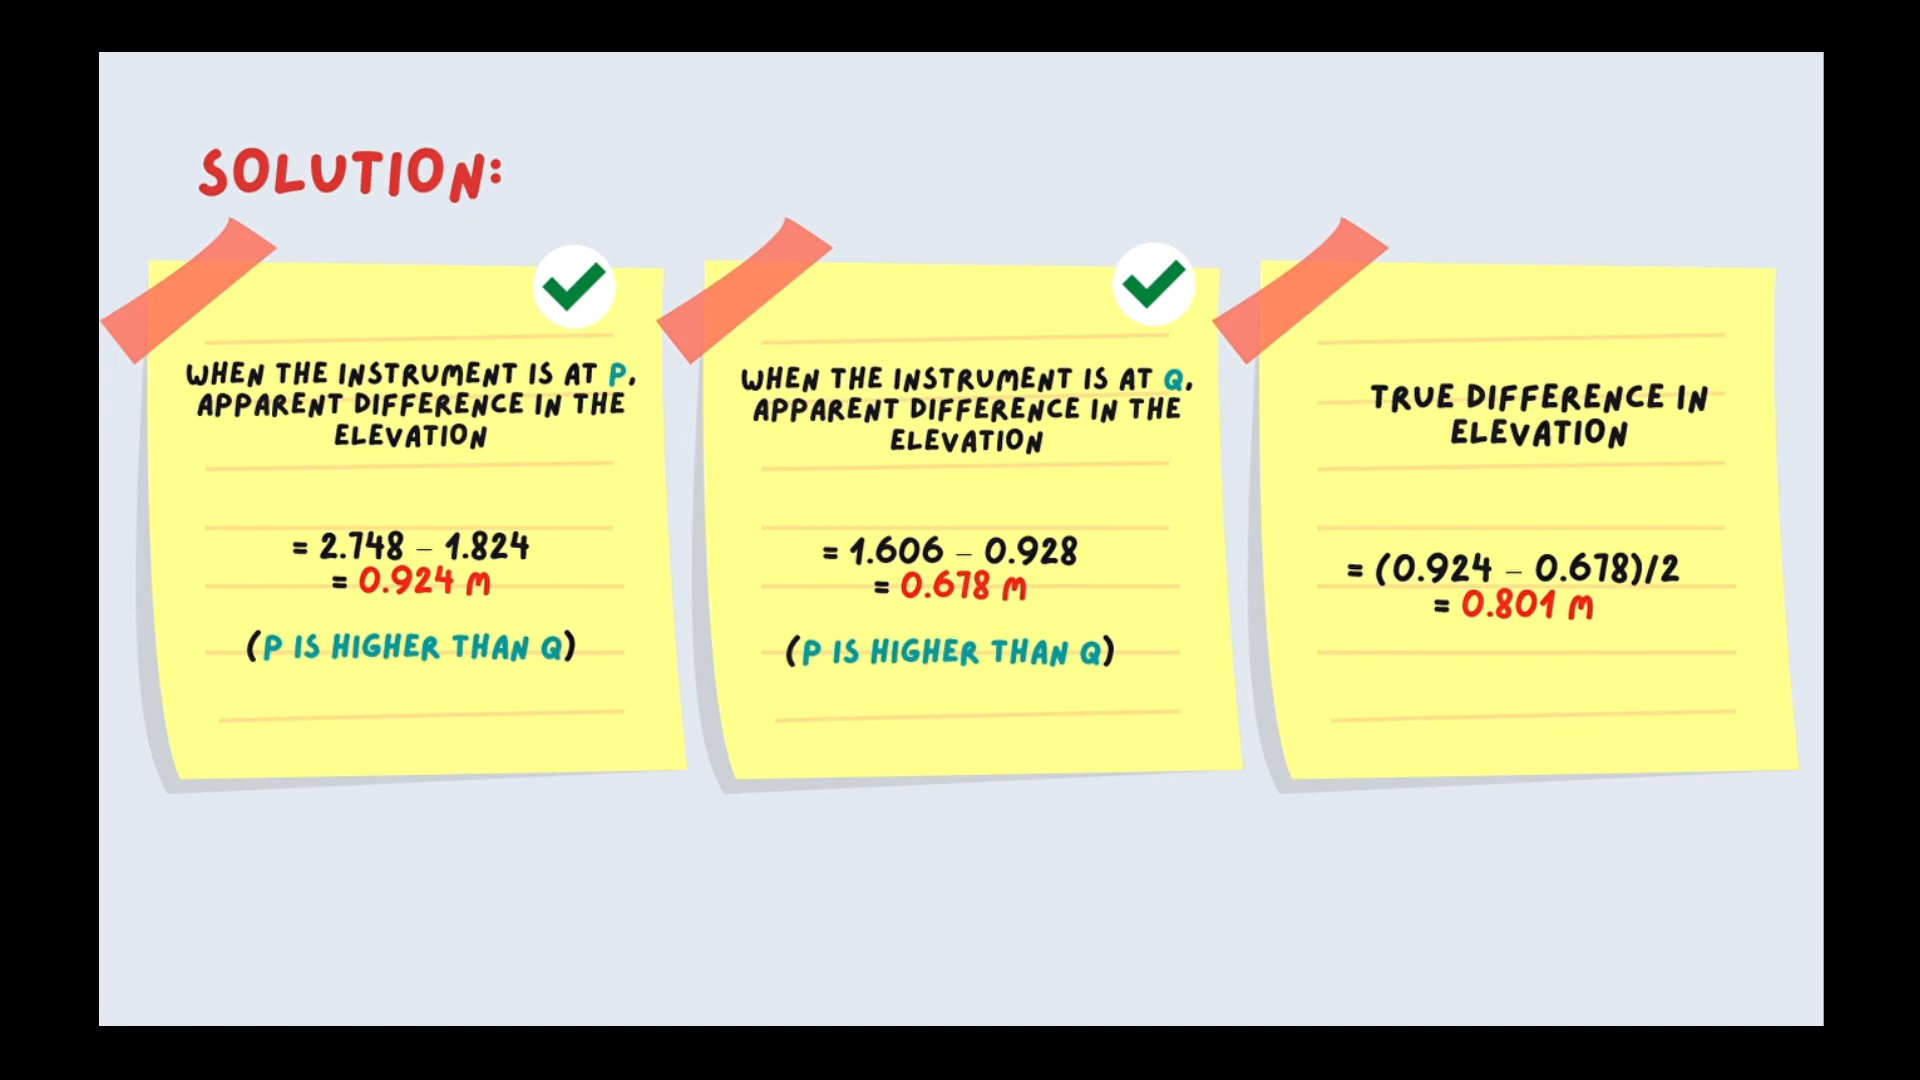 SOLUTION:
WHEN THE INSTRUMENT IS AT P,
APPARENT DIFFERENCE IN THE
ELEVATION
= 2.748 – 1.824
= 0.924 M
(P IS HIGHER THAN Q)
WHEN THE INSTRUMENT IS AT Q,
APPARENT DIFFERENCE IN THE
ELEVATION
= 1.606 – 0.928
= 0.678 M
(P IS HIGHER THAN Q)
TRUE DIFFERENCE IN
ELEVATION
= (0.924 – 0.678)/2
= 0.801 M